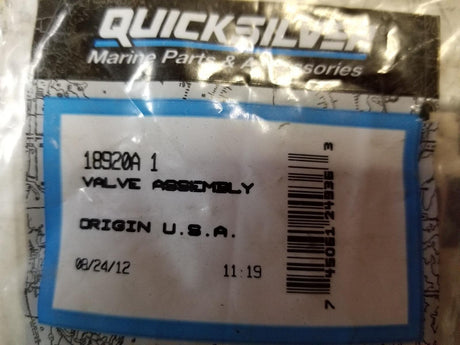 QUICKSILVER
Marine Parts & Accessories
18920A 1
VALVE ASSEMBLY
ORIGIN U.S.A.
08/24/12 11:19